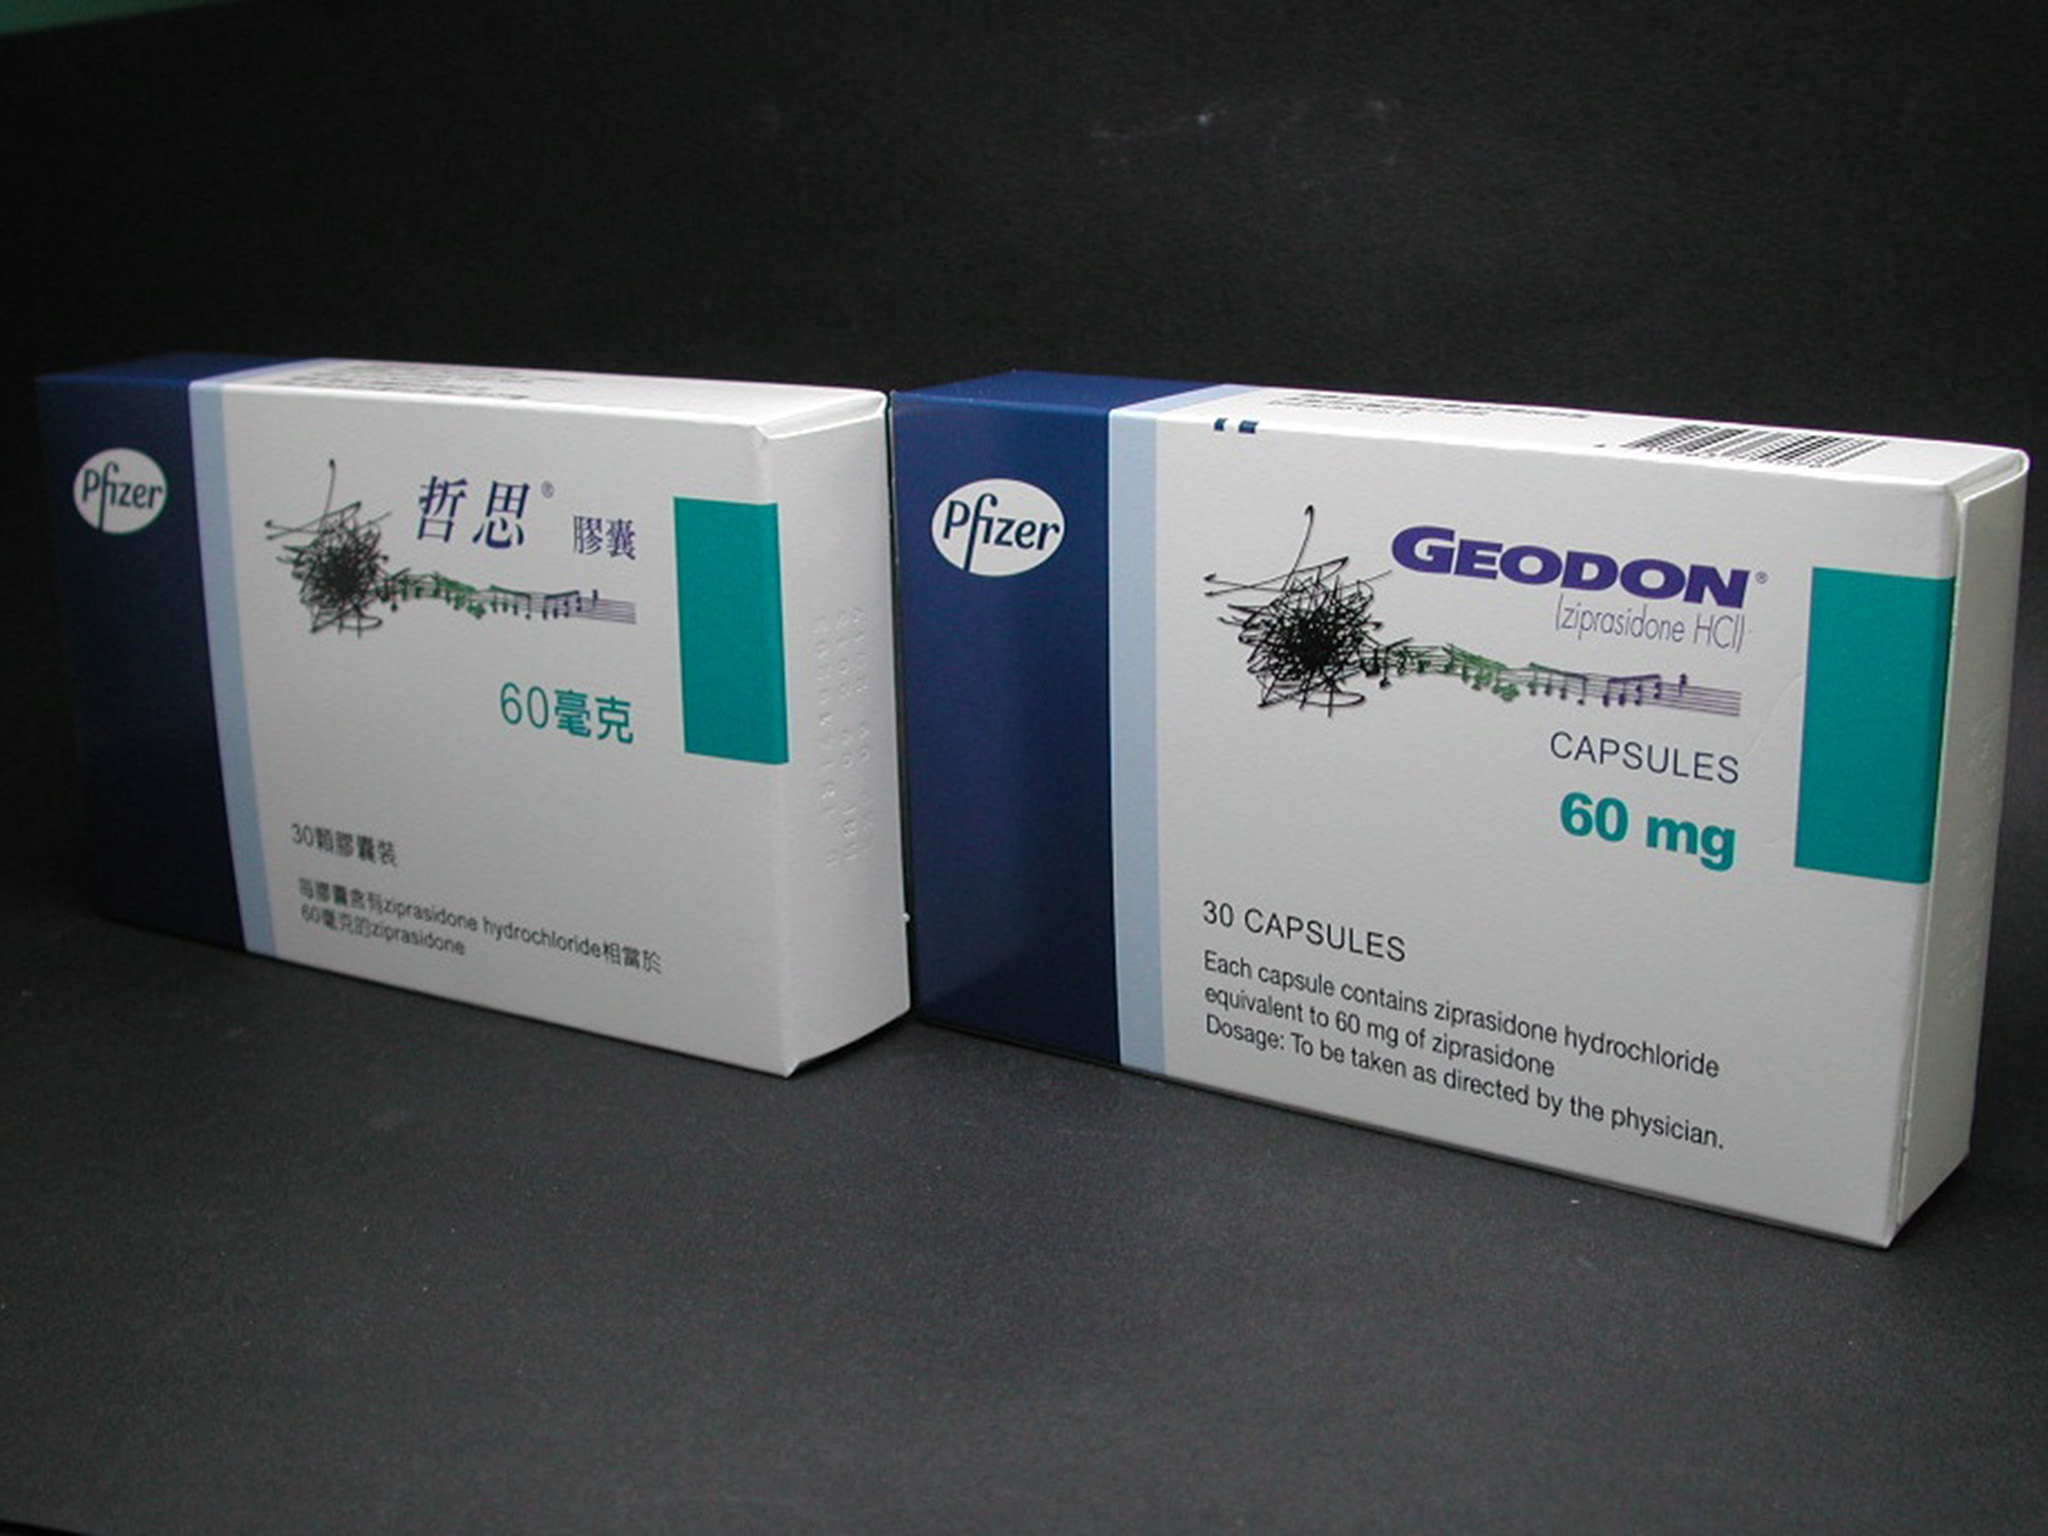 Pfizer
哲思®
膠囊
60毫克
30顆膠囊裝
每膠囊含有ziprasidone hydrochloride相當於
60毫克的ziprasidone
Pfizer
GEODON®
(ziprasidone HCl)
CAPSULES
60 mg
30 CAPSULES
Each capsule contains ziprasidone hydrochloride
equivalent to 60 mg of ziprasidone
Dosage: To be taken as directed by the physician.